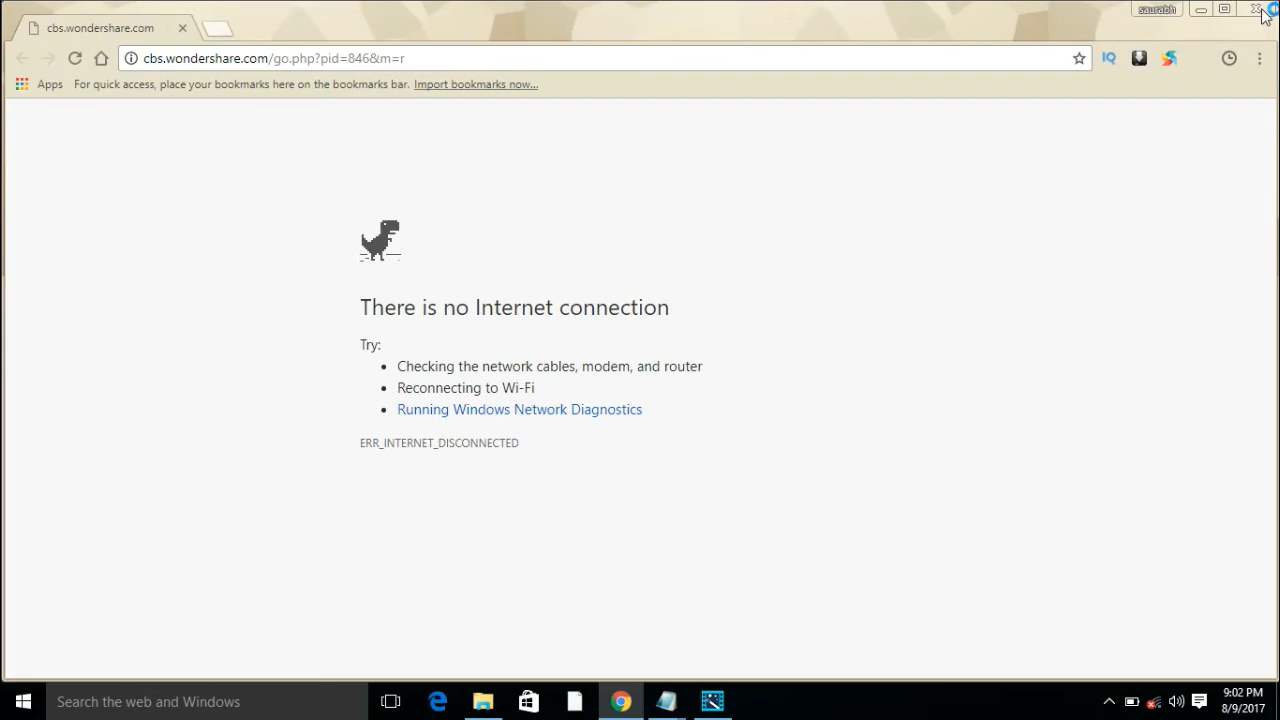 cbs.wondershare.com
saurabh
cbs.wondershare.com/go.php?pid=846&m=r
IQ
Apps For quick access, place your bookmarks here on the bookmarks bar. Import bookmarks now...
There is no Internet connection
Try:
• Checking the network cables, modem, and router
• Reconnecting to Wi-Fi
• Running Windows Network Diagnostics
ERR_INTERNET_DISCONNECTED
Search the web and Windows
9:02 PM
8/9/2017